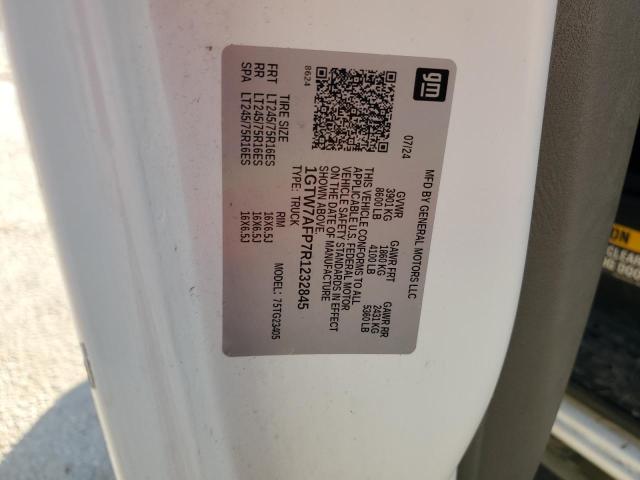 gm
MFD BY GENERAL MOTORS LLC
07/24
GVWR GAWR FRT GAWR RR
3901 KG 1860 KG 2431 KG
8600 LB 4100 LB 5360 LB
THIS VEHICLE CONFORMS TO ALL
APPLICABLE U.S. FEDERAL MOTOR
VEHICLE SAFETY STANDARDS IN EFFECT
ON THE DATE OF MANUFACTURE
SHOWN ABOVE.
1GTW7AFP7R1232845
TYPE: TRUCK MODEL: 75TG23405
TIRE SIZE RIM
FRT LT245/75R16ES 16X6.5J
RR LT245/75R16ES 16X6.5J
SPA LT245/75R16ES 16X6.5J
8624